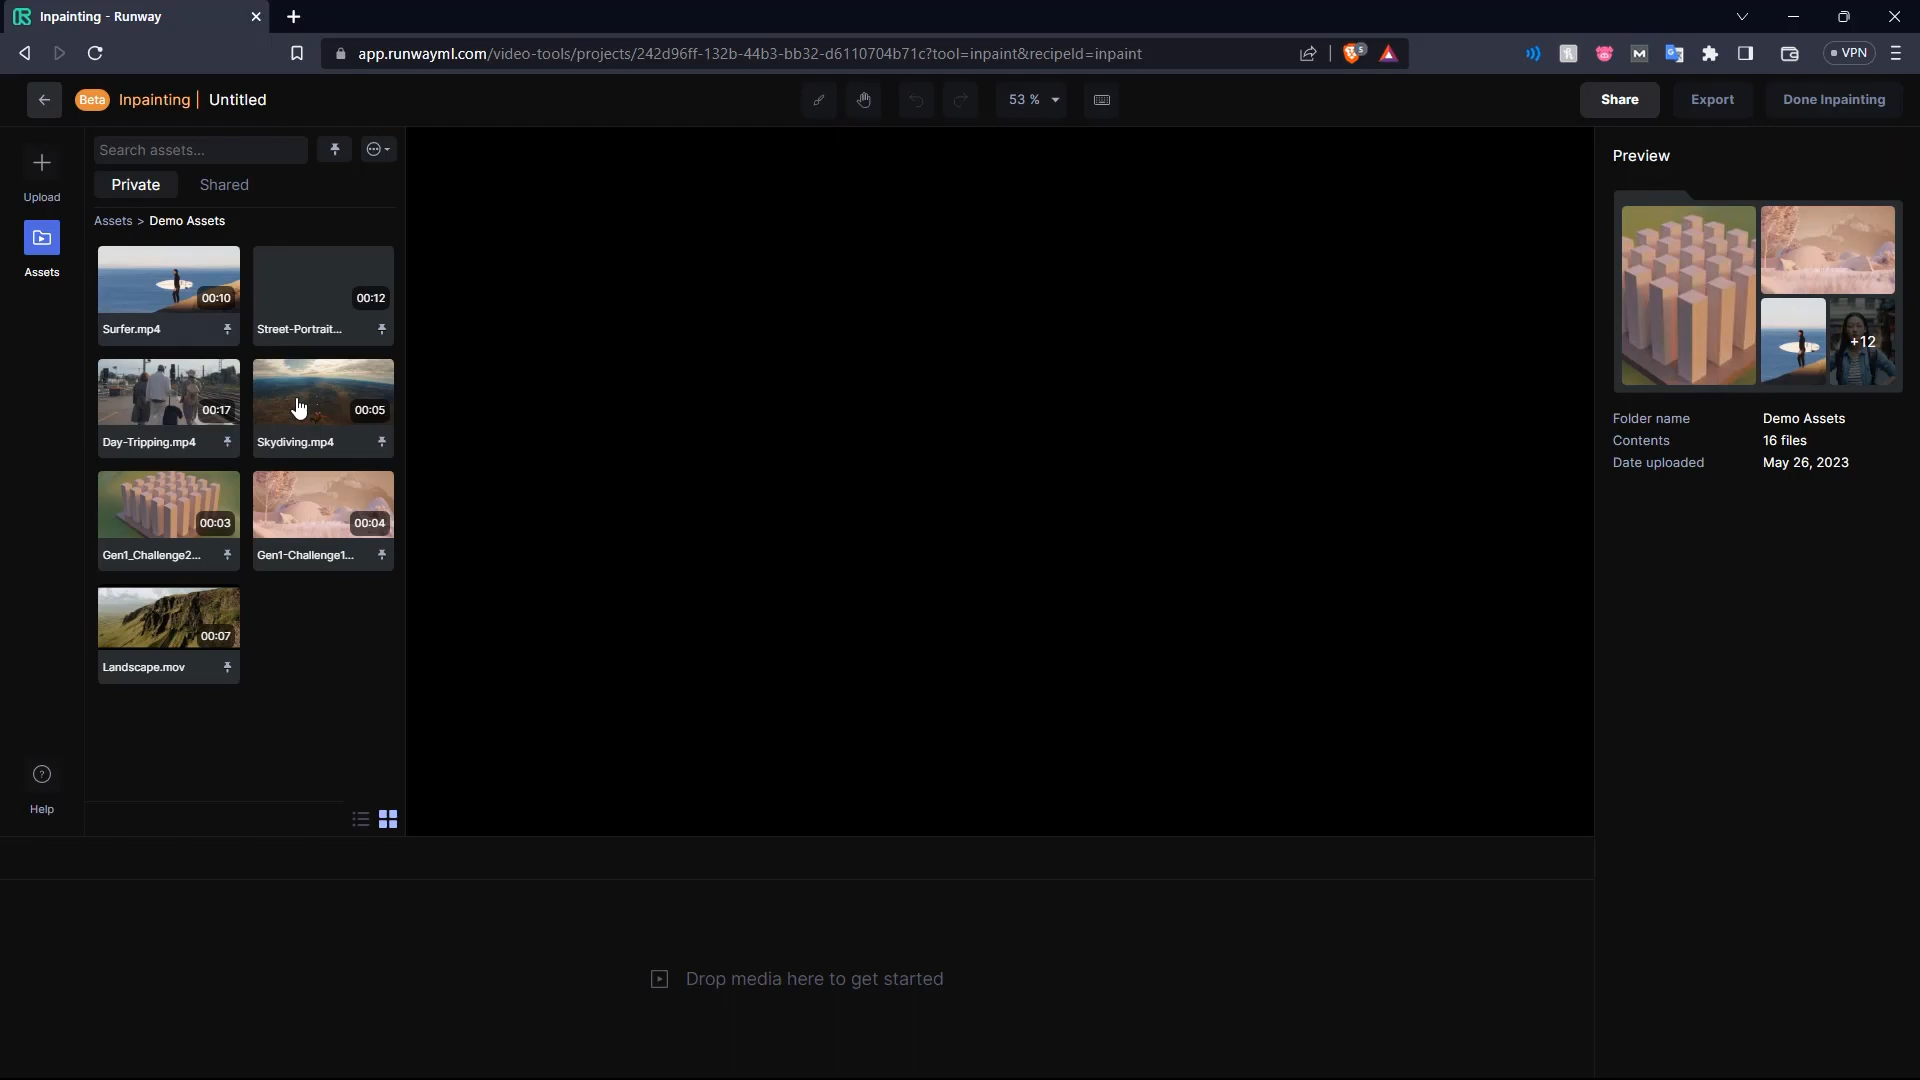 Inpainting - Runway
app.runwayml.com/video-tools/projects/242d96ff-132b-44b3-bb32-d6110704b71c?tool=inpaint&recipeId=inpaint
5
VPN
Beta Inpainting | Untitled
53 %
Share
Export
Done Inpainting
Upload
Assets
Help
Search assets...
Private
Shared
Assets > Demo Assets
00:10
00:12
Surfer.mp4
Street-Portrait...
00:17
00:05
Day-Tripping.mp4
Skydiving.mp4
00:03
00:04
Gen1_Challenge2...
Gen1-Challenge1...
00:07
Landscape.mov
Drop media here to get started
Preview
+12
Folder name Demo Assets
Contents 16 files
Date uploaded May 26, 2023